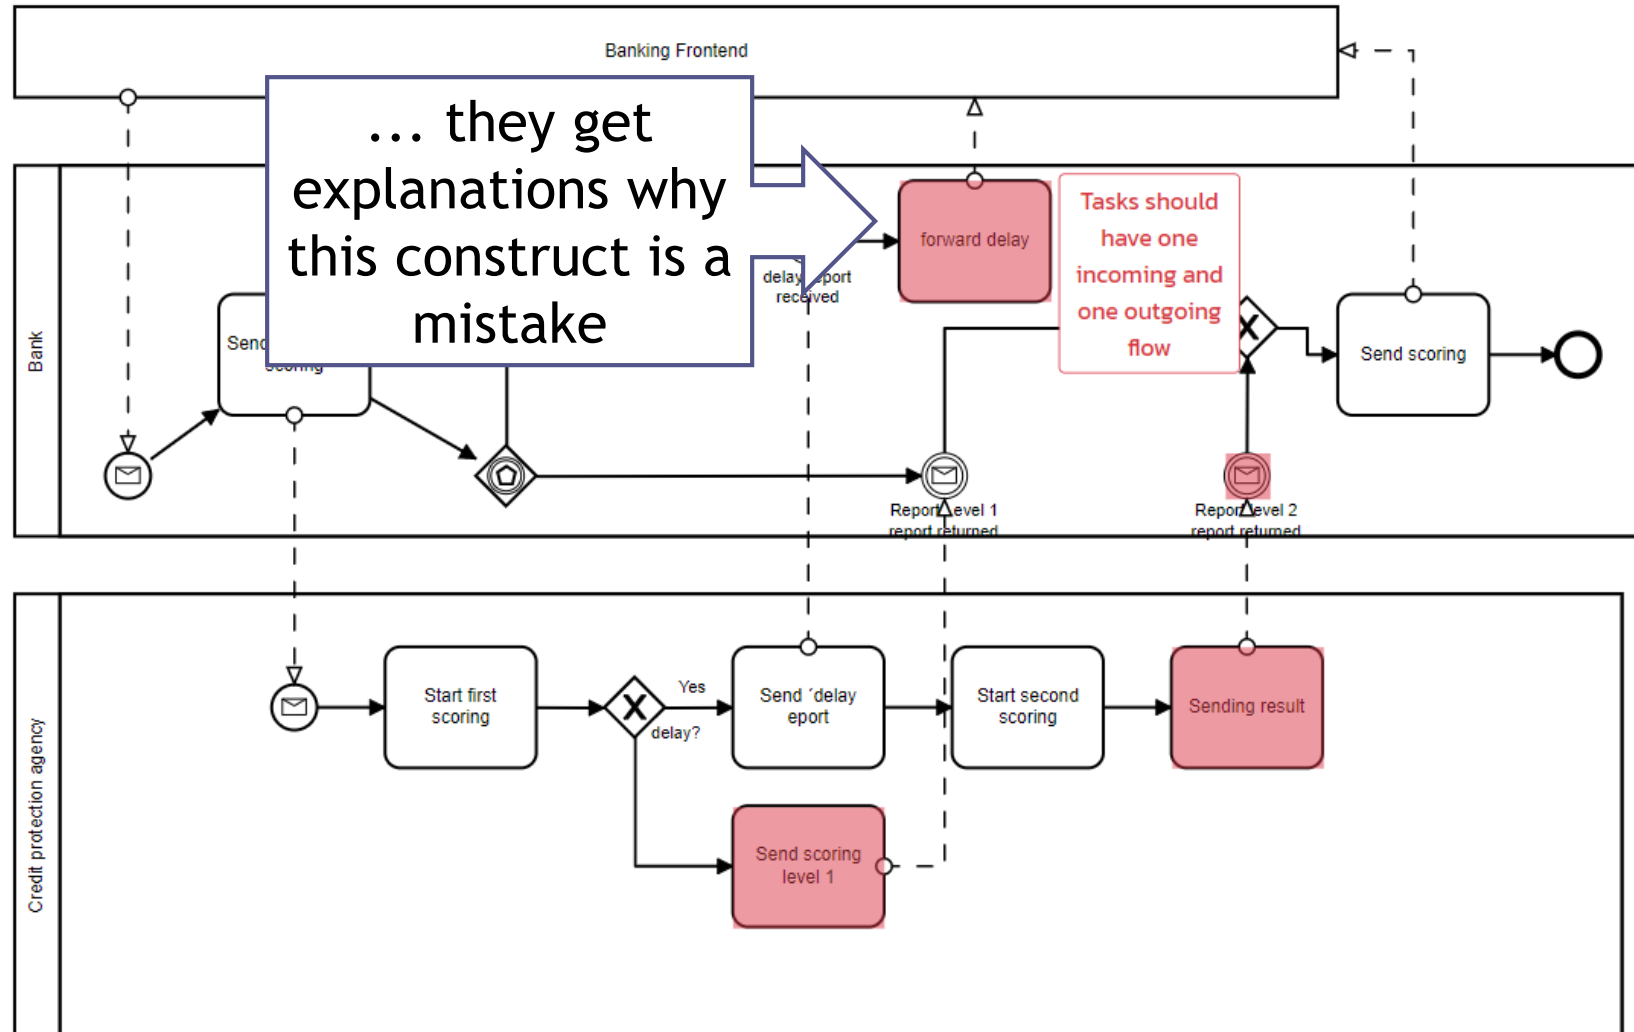 Banking Frontend
... they get
explanations why
this construct is a
mistake
Bank
Send
scoring
delay report
received
forward delay
Tasks should
have one
incoming and
one outgoing
flow
Send scoring
Report level 1
report returned
Report level 2
report returned
Credit protection agency
Start first
scoring
Yes
delay?
Send ´delay
eport
Start second
scoring
Sending result
Send scoring
level 1